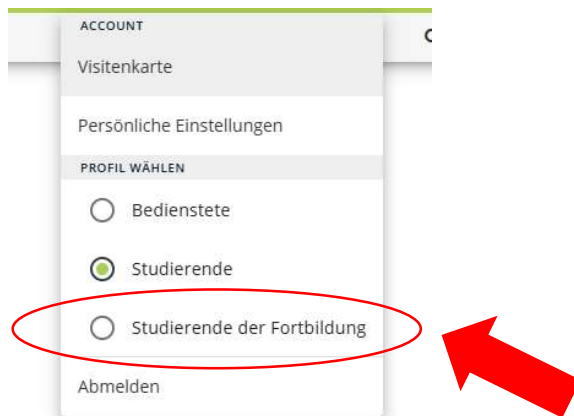 ACCOUNT
Visitenkarte
Persönliche Einstellungen
PROFIL WÄHLEN
Bedienstete
Studierende
Studierende der Fortbildung
Abmelden